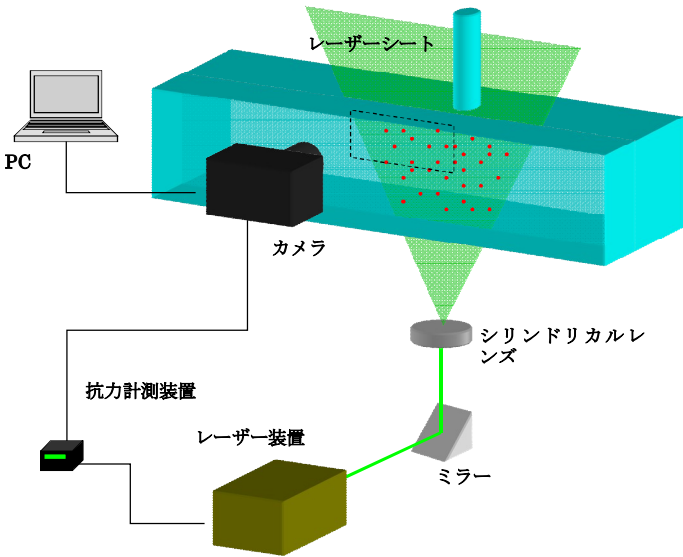 レーザーシート
PC
カメラ
シリンドリカルレ
ンズ
抗力計測装置
レーザー装置
ミラー